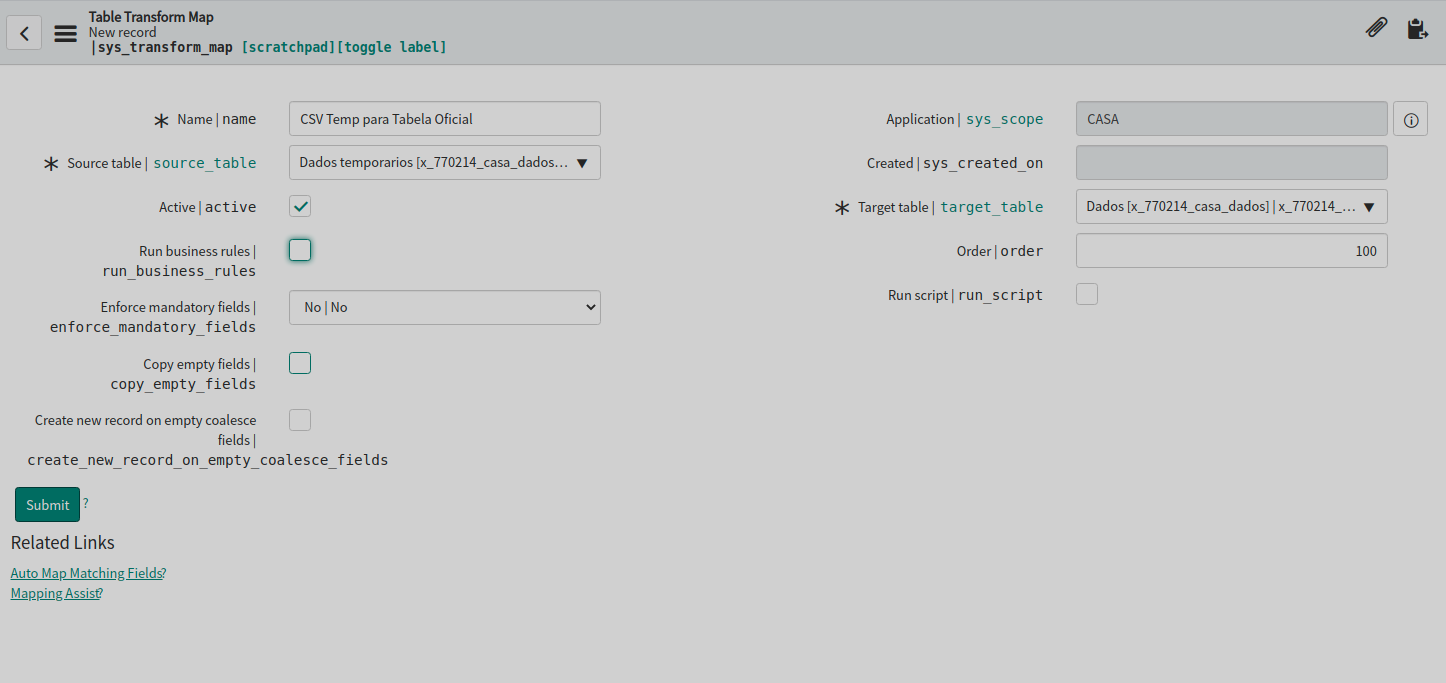 Table Transform Map
New record
|sys_transform_map [scratchpad][toggle label]
Name | name
CSV Temp para Tabela Oficial
Source table | source_table
Dados temporarios [x_770214_casa_dados...
Active | active
Run business rules |
run_business_rules
Enforce mandatory fields |
enforce_mandatory_fields
No | No
Copy empty fields |
copy_empty_fields
Create new record on empty coalesce
fields |
create_new_record_on_empty_coalesce_fields
Application | sys_scope
CASA
Created | sys_created_on
Target table | target_table
Dados [x_770214_casa_dados] | x_770214_...
Order | order
100
Run script | run_script
Submit ?
Related Links
Auto Map Matching Fields?
Mapping Assist?